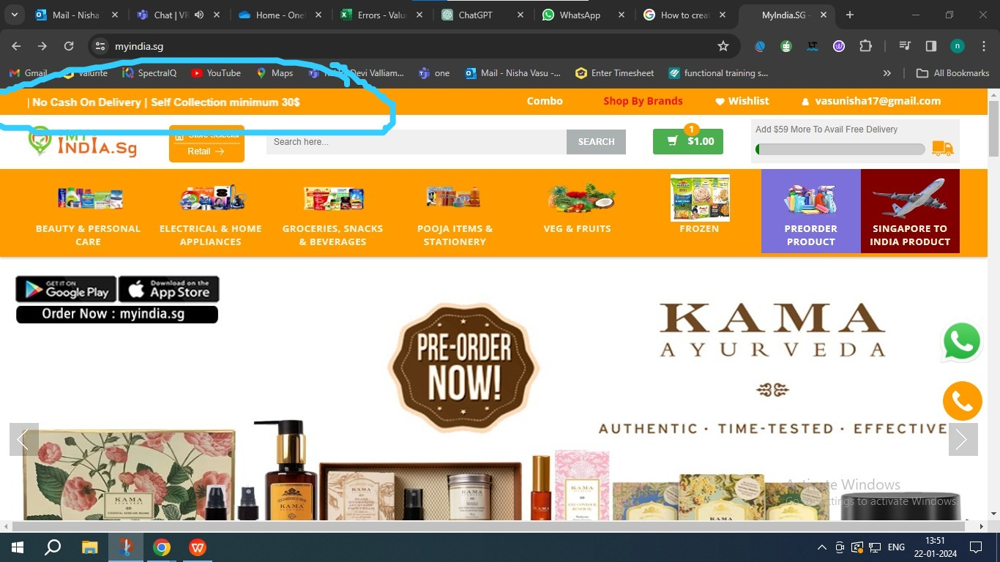 Mail - Nisha
Chat | VR
Home - One
Errors - Valu
ChatGPT
WhatsApp
How to creat
MyIndia.SG -
myindia.sg
n
Gmail
Valurite
SpectralQ
YouTube
Maps
Devi Valliam...
one
Mail - Nisha Vasu -...
Enter Timesheet
functional training s...
All Bookmarks
| No Cash On Delivery | Self Collection minimum 30$
Combo
Shop By Brands
Wishlist
vasunisha17@gmail.com
MY
INDIA.Sg
Store Selector
Retail →
Search here...
SEARCH
1
$1.00
Add $59 More To Avail Free Delivery
BEAUTY & PERSONAL
CARE
ELECTRICAL & HOME
APPLIANCES
GROCERIES, SNACKS
& BEVERAGES
POOJA ITEMS &
STATIONERY
VEG & FRUITS
FROZEN
PREORDER
PRODUCT
SINGAPORE TO
INDIA PRODUCT
GET IT ON
Google Play
Download on the
App Store
Order Now : myindia.sg
PRE-ORDER
NOW!
KAMA
AYURVEDA
AUTHENTIC · TIME-TESTED · EFFECTIVE
KAMA
AYURVEDA
KAMA
KAMA
KAMA
KAMA
Activate Windows
Go to Settings to activate Windows.
ENG
13:51
22-01-2024